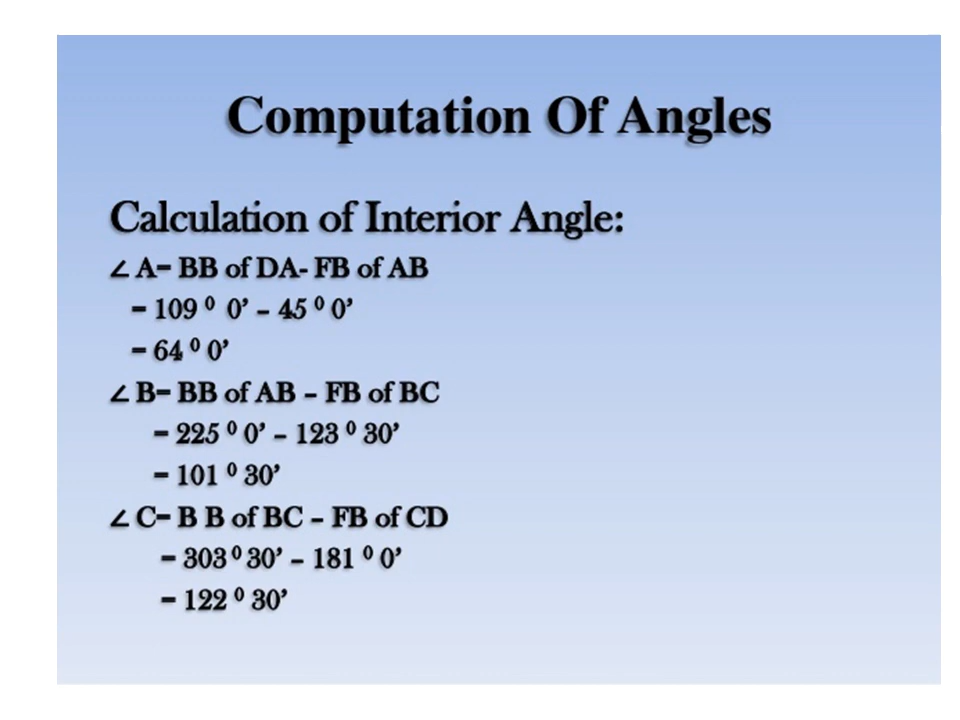 Computation Of Angles
Calculation of Interior Angle:
∠ A= BB of DA- FB of AB
= 109 ⁰ 0’ – 45 ⁰ 0’
= 64 ⁰ 0’
∠ B= BB of AB – FB of BC
= 225 ⁰ 0’ – 123 ⁰ 30’
= 101 ⁰ 30’
∠ C= B B of BC – FB of CD
= 303 ⁰ 30’ – 181 ⁰ 0’
= 122 ⁰ 30’